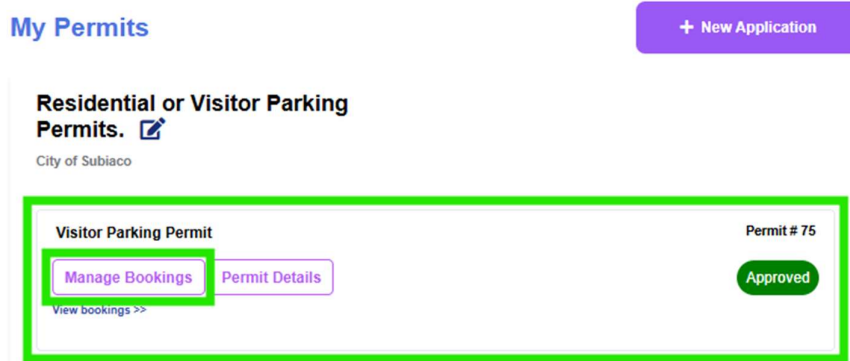 My Permits
+ New Application
Residential or Visitor Parking
Permits.
City of Subiaco
Visitor Parking Permit
Permit # 75
Manage Bookings
Permit Details
Approved
View bookings >>